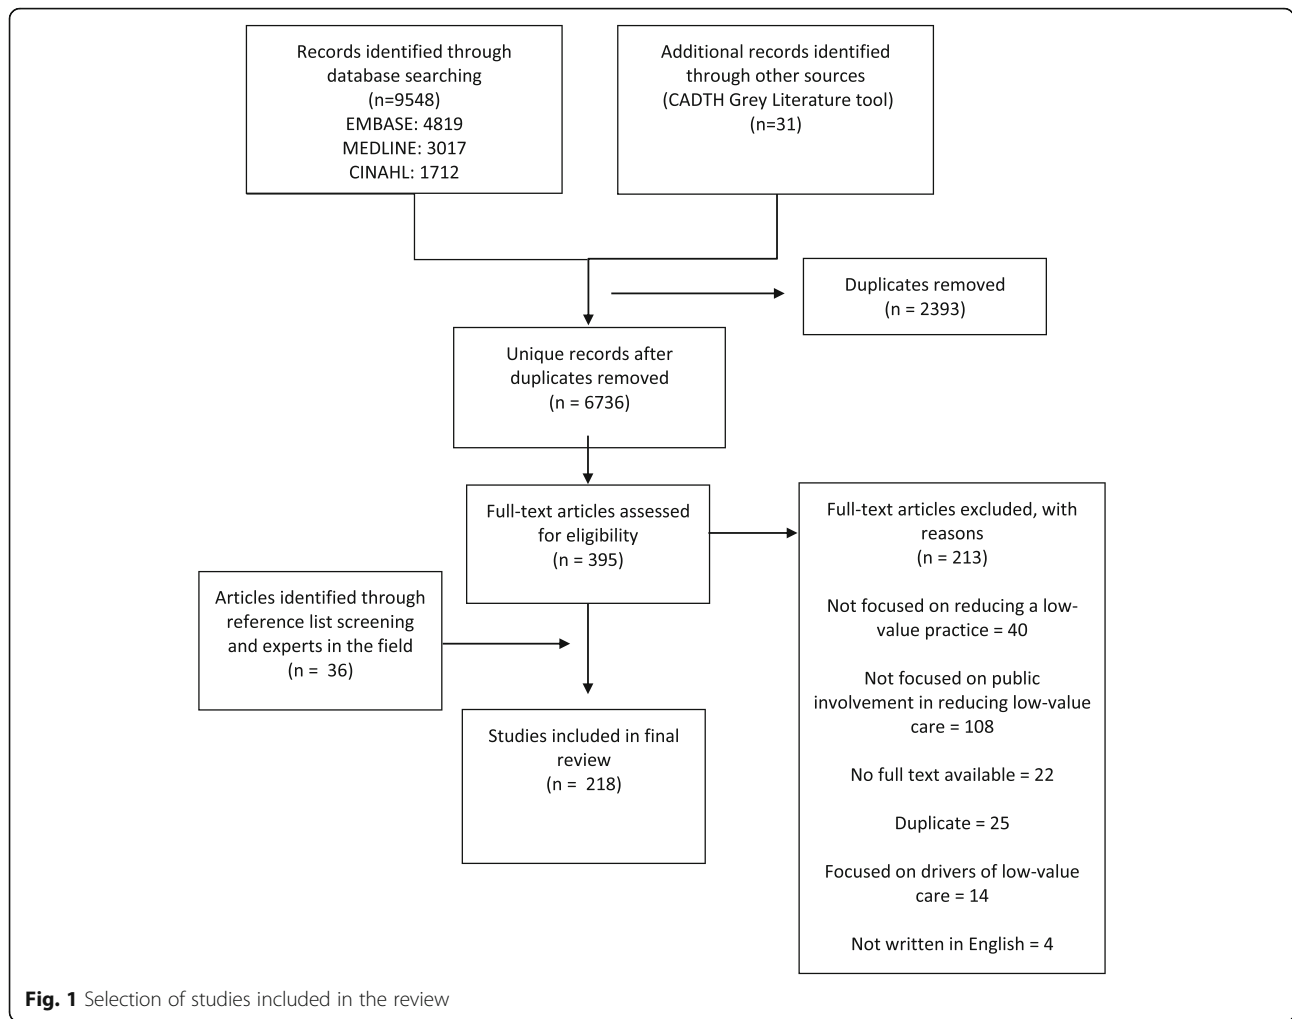 Records identified through
database searching
(n=9548)
EMBASE: 4819
MEDLINE: 3017
CINAHL: 1712
Additional records identified
through other sources
(CADTH Grey Literature tool)
(n=31)
Duplicates removed
(n = 2393)
Unique records after
duplicates removed
(n = 6736)
Full-text articles assessed
for eligibility
(n = 395)
Full-text articles excluded, with
reasons
(n = 213)
Not focused on reducing a low-
value practice = 40
Not focused on public
involvement in reducing low-value
care = 108
No full text available = 22
Duplicate = 25
Focused on drivers of low-value
care = 14
Not written in English = 4
Articles identified through
reference list screening
and experts in the field
(n =  36)
Studies included in final
review
(n =  218)
Fig. 1 Selection of studies included in the review